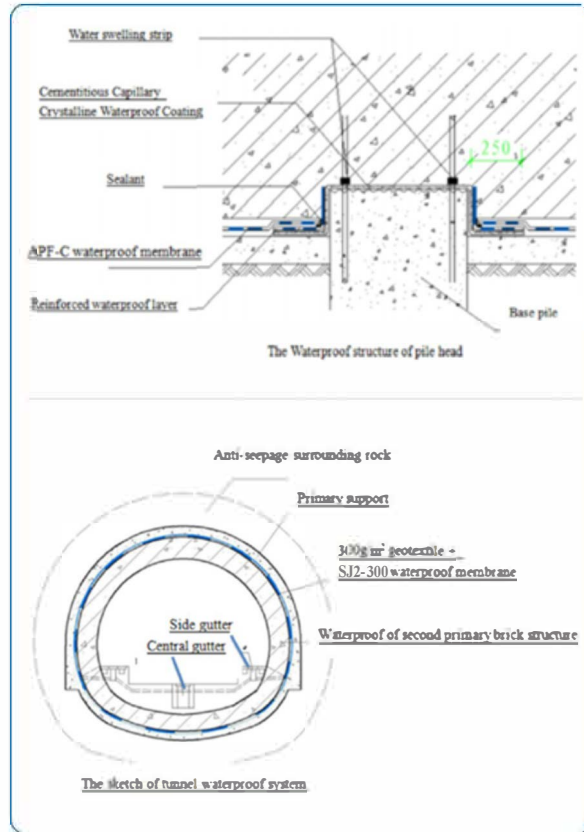 Water swelling strip
Cementitious Capillary
Crystalline Waterproof Coating
250
Sealant
APF-C waterproof membrane
Reinforced waterproof layer
Base pile
The Waterproof structure of pile head
Anti-seepage surrounding rock
Primary support
300g/m² geotextile +
SJ2-300 waterproof membrane
Waterproof of second primary brick structure
Side gutter
Central gutter
The sketch of tunnel waterproof system